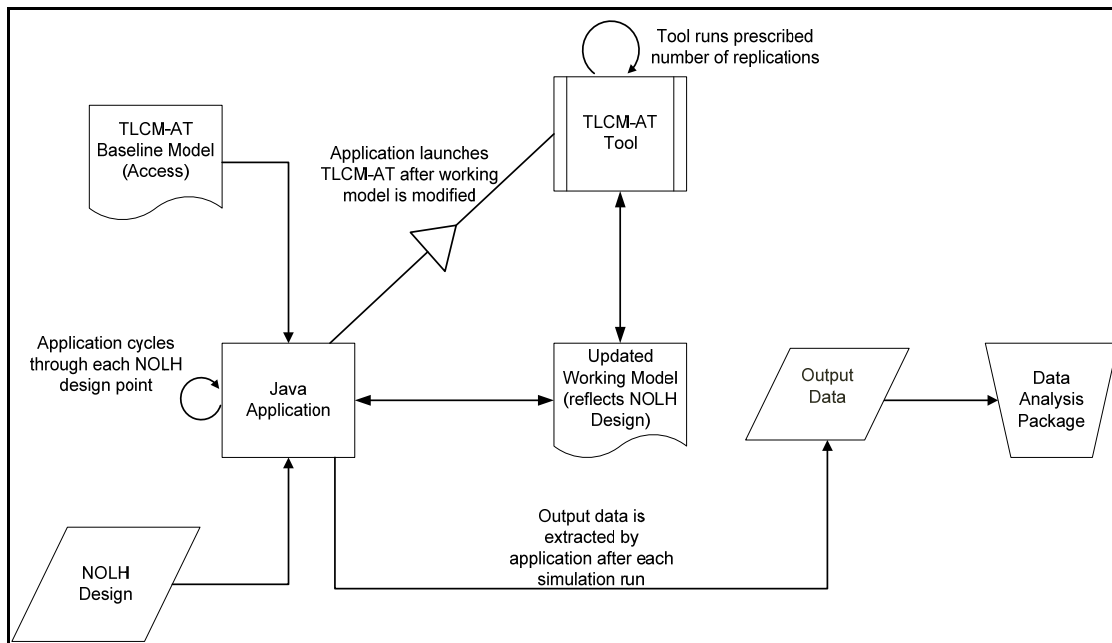 Tool runs prescribed
number of replications
TLCM-AT
Baseline Model
(Access)
TLCM-AT
Tool
Application launches
TLCM-AT after working
model is modified
Application cycles
through each NOLH
design point
Java
Application
Updated
Working Model
(reflects NOLH
Design)
Output
Data
Data
Analysis
Package
Output data is
extracted by
application after each
simulation run
NOLH
Design